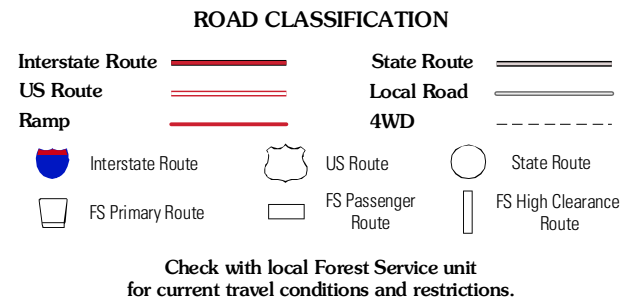 ROAD CLASSIFICATION
Interstate Route
State Route
US Route
Local Road
Ramp
4WD
Interstate Route
US Route
State Route
FS Primary Route
FS Passenger
Route
FS High Clearance
Route
Check with local Forest Service unit
for current travel conditions and restrictions.